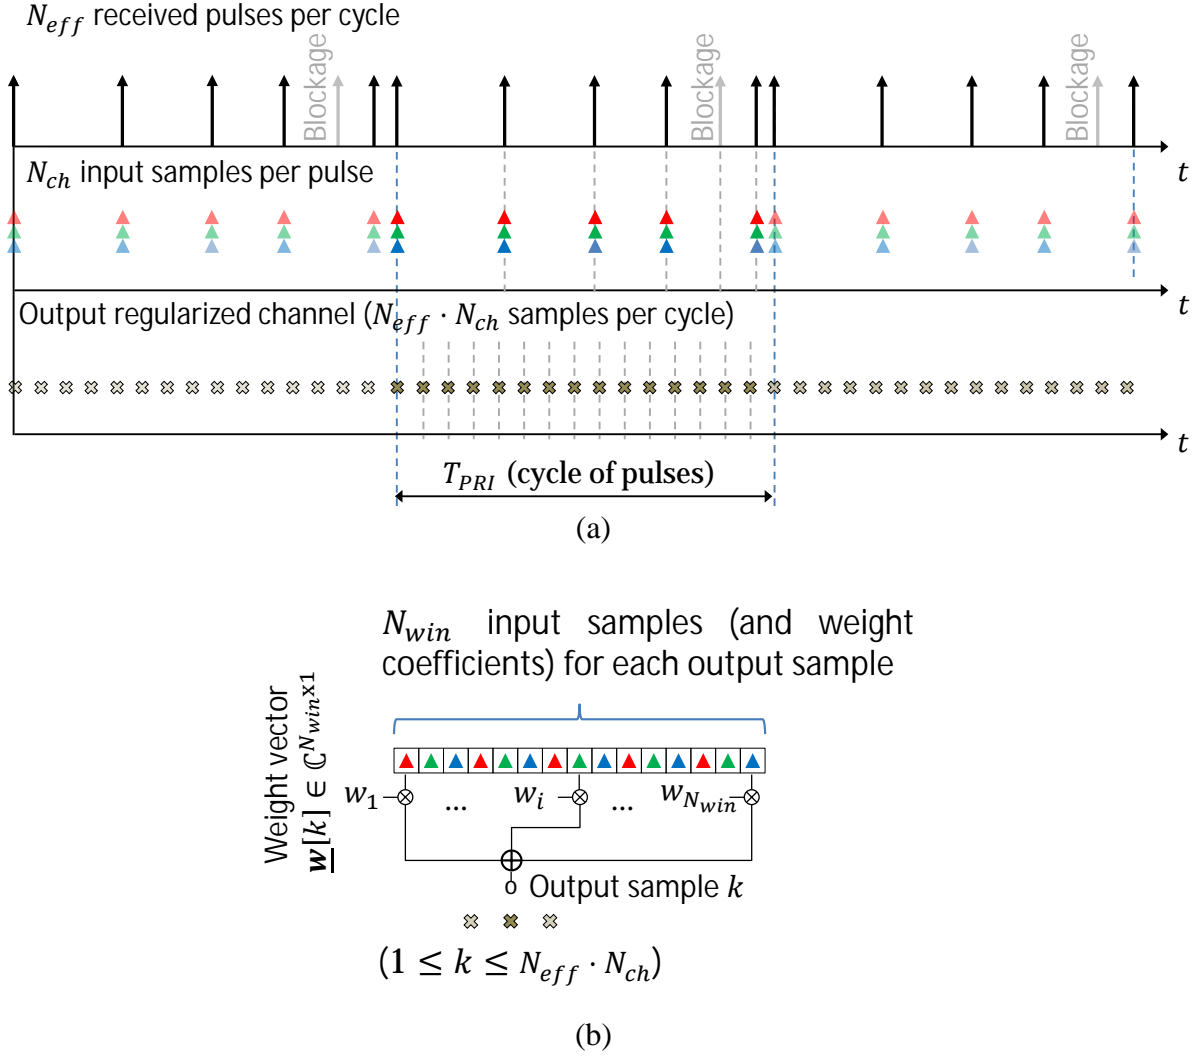 N_eff received pulses per cycle
Blockage
Blockage
Blockage
t
N_ch input samples per pulse
t
Output regularized channel (N_eff · N_ch samples per cycle)
t
T_PRI (cycle of pulses)
(a)
N_win input samples (and weight
coefficients) for each output sample
Weight vector
w[k] ∈ ℂ^{N_win x1}
w_1 ... w_i ... w_{N_win}
Output sample k
(1 ≤ k ≤ N_eff · N_ch)
(b)